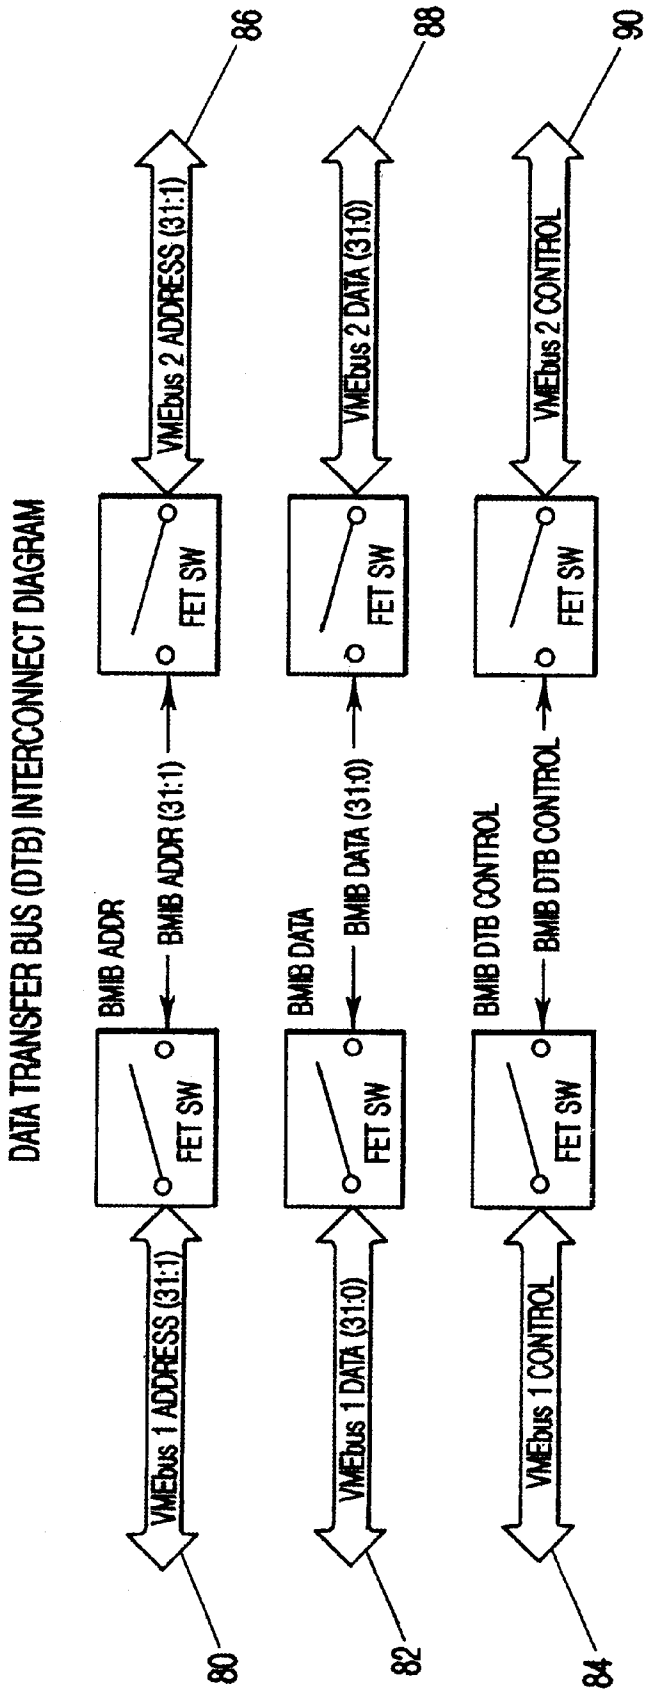 DATA TRANSFER BUS (DTB) INTERCONNECT DIAGRAM
BMIB ADDR
VMEbus 1 ADDRESS (31:1)
FET SW
BMIB ADDR (31:1)
FET SW
VMEbus 2 ADDRESS (31:1)
80
86
BMIB DATA
VMEbus 1 DATA (31:0)
FET SW
BMIB DATA (31:0)
FET SW
VMEbus 2 DATA (31:0)
82
88
BMIB DTB CONTROL
VMEbus 1 CONTROL
FET SW
BMIB DTB CONTROL
FET SW
VMEbus 2 CONTROL
84
90